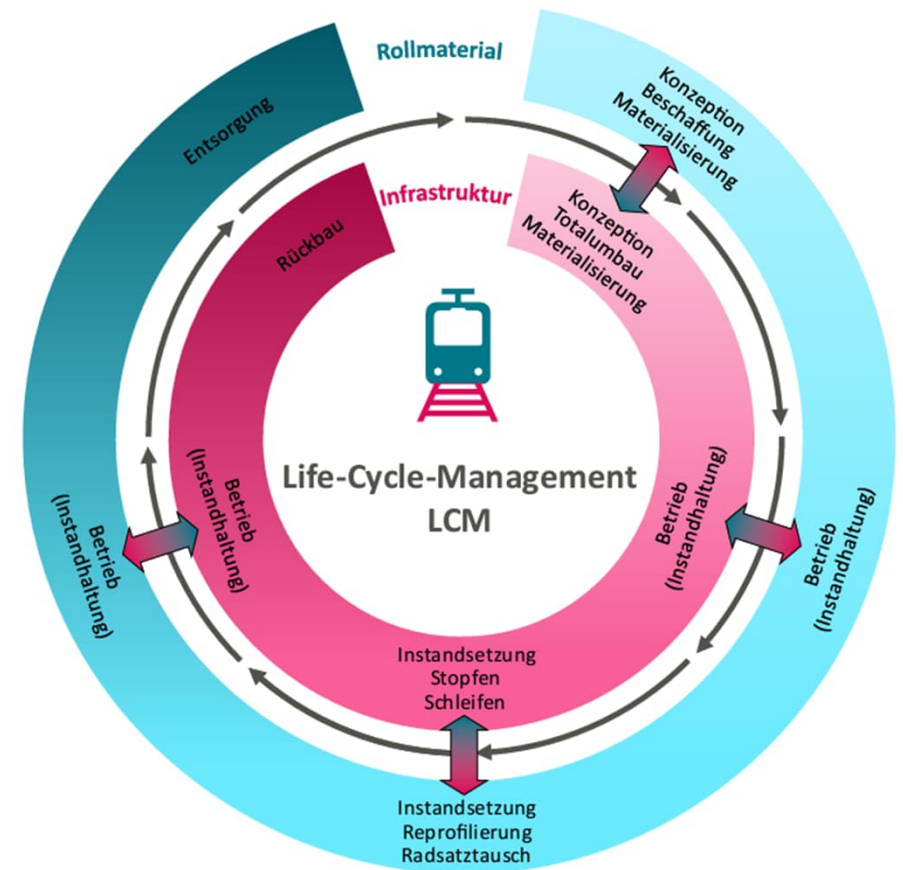 Rollmaterial
Konzeption
Beschaffung
Materialisierung
Entsorgung
Infrastruktur
Konzeption
Totalumbau
Materialisierung
Rückbau
Life-Cycle-Management
LCM
Betrieb
(Instandhaltung)
Betrieb
(Instandhaltung)
Betrieb
(Instandhaltung)
Betrieb
(Instandhaltung)
Instandsetzung
Stopfen
Schleifen
Instandsetzung
Reprofilierung
Radsatztausch